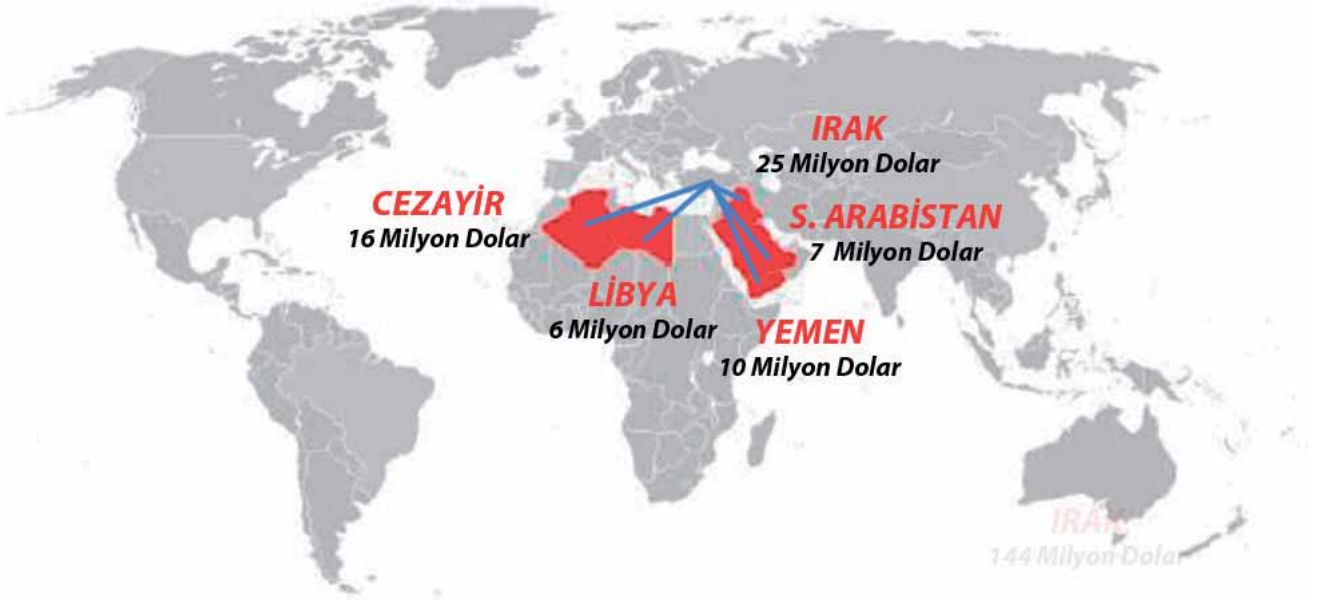 IRAK
25 Milyon Dolar
CEZAYİR
16 Milyon Dolar
S. ARABİSTAN
7 Milyon Dolar
LİBYA
6 Milyon Dolar
YEMEN
10 Milyon Dolar
IRAK
144 Milyon Dolar